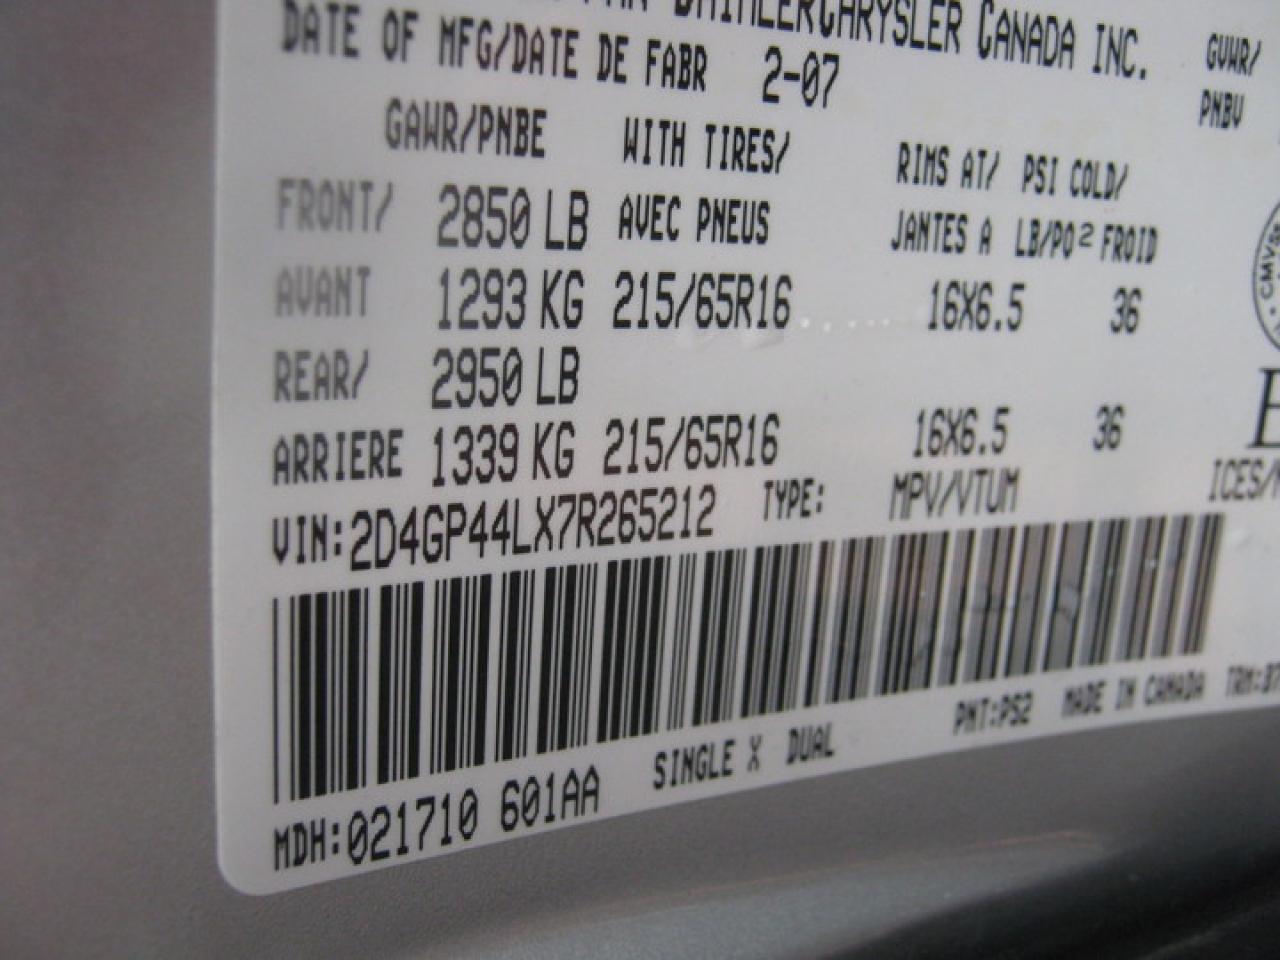 DAIMLERCHRYSLER CANADA INC.
DATE OF MFG/DATE DE FABR 2-07
GVWR/
PNBV
GAWR/PNBE WITH TIRES/ RIMS AT/ PSI COLD/
FRONT/ 2850 LB AVEC PNEUS JANTES A LB/PO² FROID
AVANT 1293 KG 215/65R16 16X6.5 36
REAR/ 2950 LB
ARRIERE 1339 KG 215/65R16 16X6.5 36
VIN:2D4GP44LX7R265212 TYPE: MPV/VTUM
MDH:021710 601AA SINGLE X DUAL PNT:PS2 MADE IN CANADA